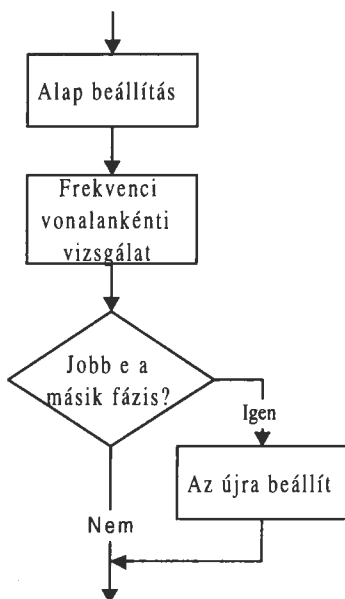 Alap beállítás
Frekvenci
vonalankénti
vizsgálat
Jobb e a
másik fázis?
Igen
Az újra beállít
Nem